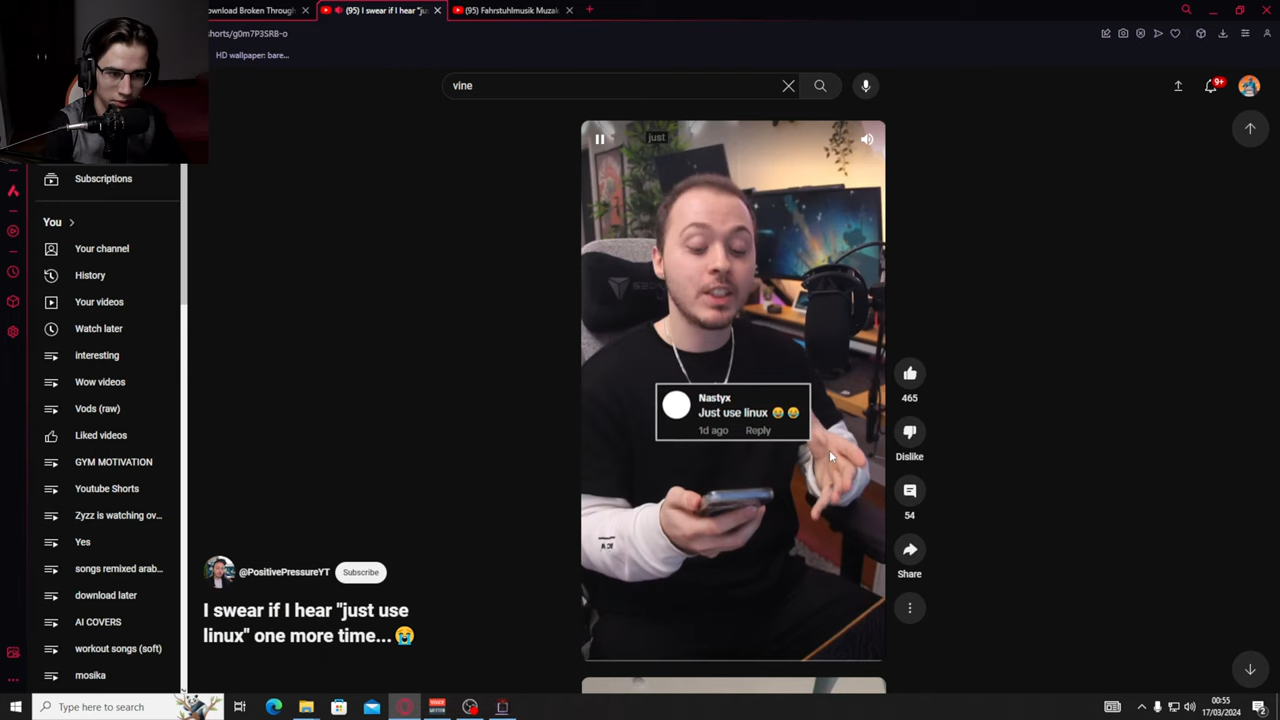 ownload Broken Through
(95) I swear if I hear "ju
(95) Fahrstuhlmusik Muzak
horts/g0m7P3SRB-o
HD wallpaper: bare...
vine
9+
just
Subscriptions
You
Your channel
History
Your videos
Watch later
interesting
Wow videos
Vods (raw)
Liked videos
GYM MOTIVATION
Youtube Shorts
Zyzz is watching ov...
Yes
songs remixed arab...
download later
AI COVERS
workout songs (soft)
mosika
Nastyx
Just use linux 😂 😂
1d ago Reply
465
Dislike
54
Share
@PositivePressureYT Subscribe
I swear if I hear "just use
linux" one more time... 😭
Type here to search
00:55
17/03/2024
2